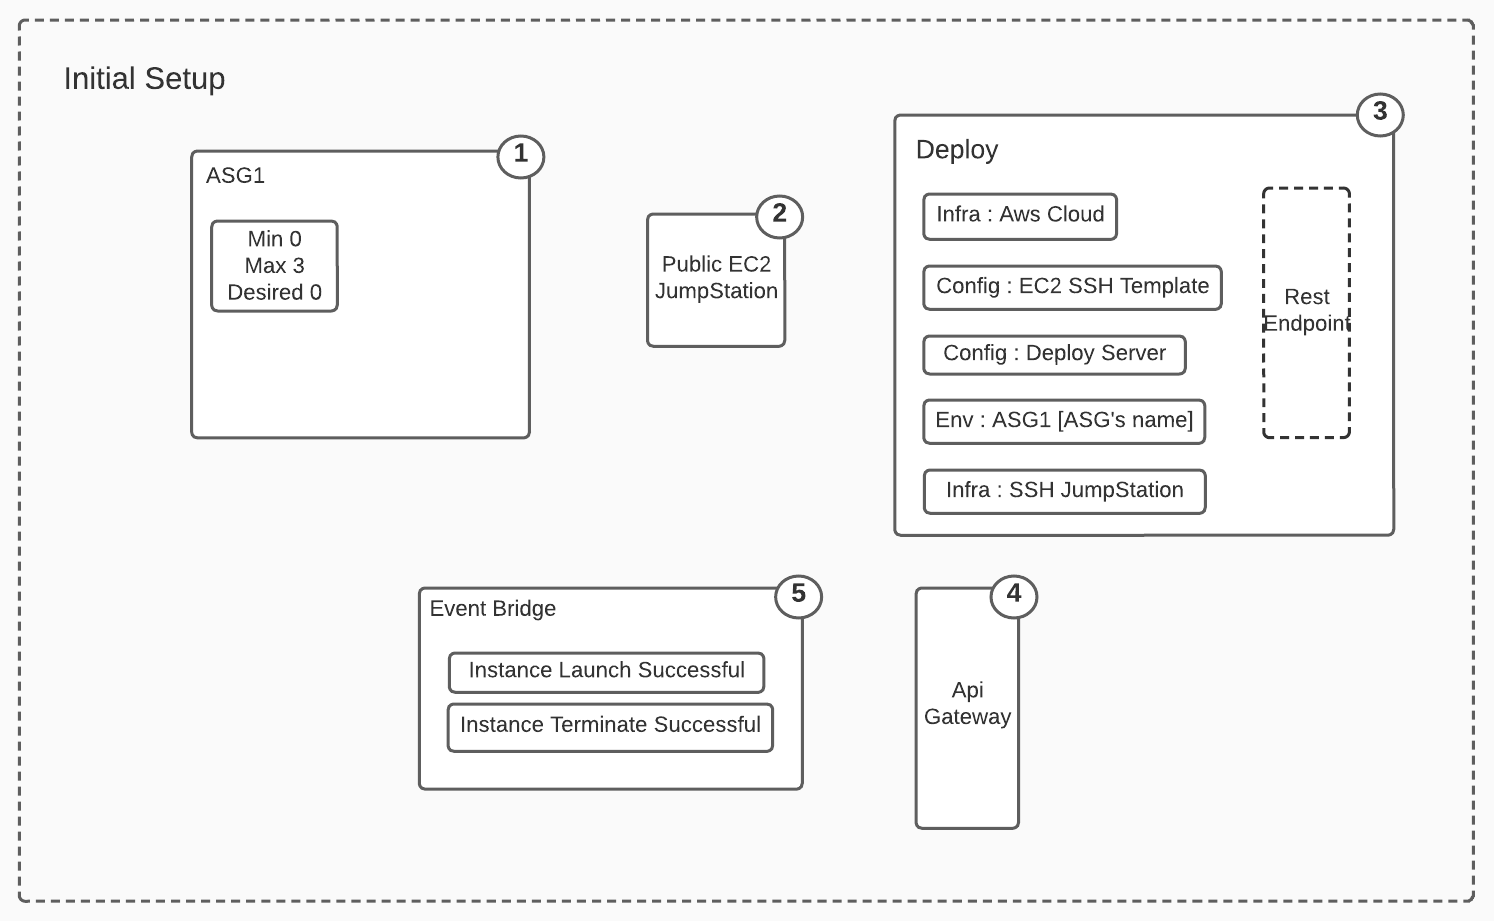 Initial Setup
1
ASG1
Min 0
Max 3
Desired 0
2
Public EC2
JumpStation
3
Deploy
Infra : Aws Cloud
Config : EC2 SSH Template
Config : Deploy Server
Env : ASG1 [ASG's name]
Infra : SSH JumpStation
Rest
Endpoint
5
Event Bridge
Instance Launch Successful
Instance Terminate Successful
4
Api
Gateway